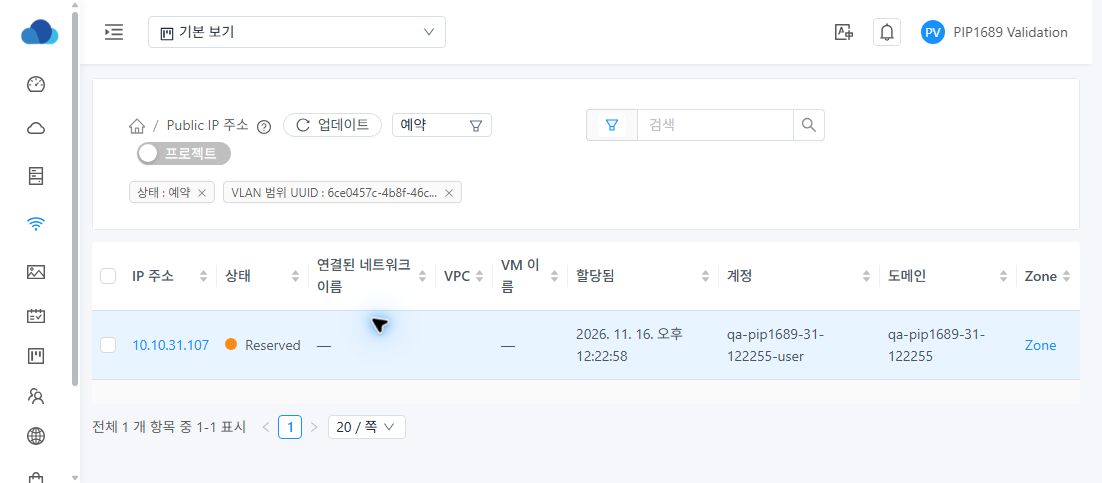 기본 보기
PV PIP1689 Validation
/ Public IP 주소 업데이트 예약 검색
프로젝트
상태 : 예약 VLAN 범위 UUID : 6ce0457c-4b8f-46c...
IP 주소 상태 연결된 네트워크 이름 VPC VM 이름 할당됨 계정 도메인 Zone
10.10.31.107 Reserved — — 2026. 11. 16. 오후 12:22:58 qa-pip1689-31-122255-user qa-pip1689-31-122255 Zone
전체 1 개 항목 중 1-1 표시 1 20 / 쪽